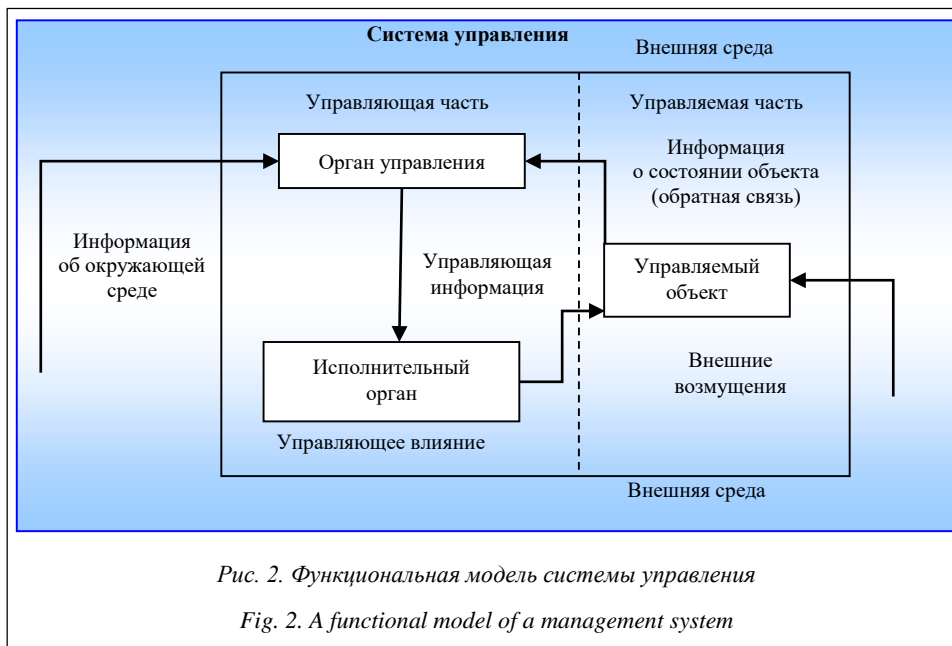 Система управления
Внешняя среда
Управляющая часть
Управляемая часть
Орган управления
Информация
о состоянии объекта
(обратная связь)
Информация
об окружающей
среде
Управляющая
информация
Управляемый
объект
Исполнительный
орган
Внешние
возмущения
Управляющее влияние
Внешняя среда
Рис. 2. Функциональная модель системы управления
Fig. 2. A functional model of a management system